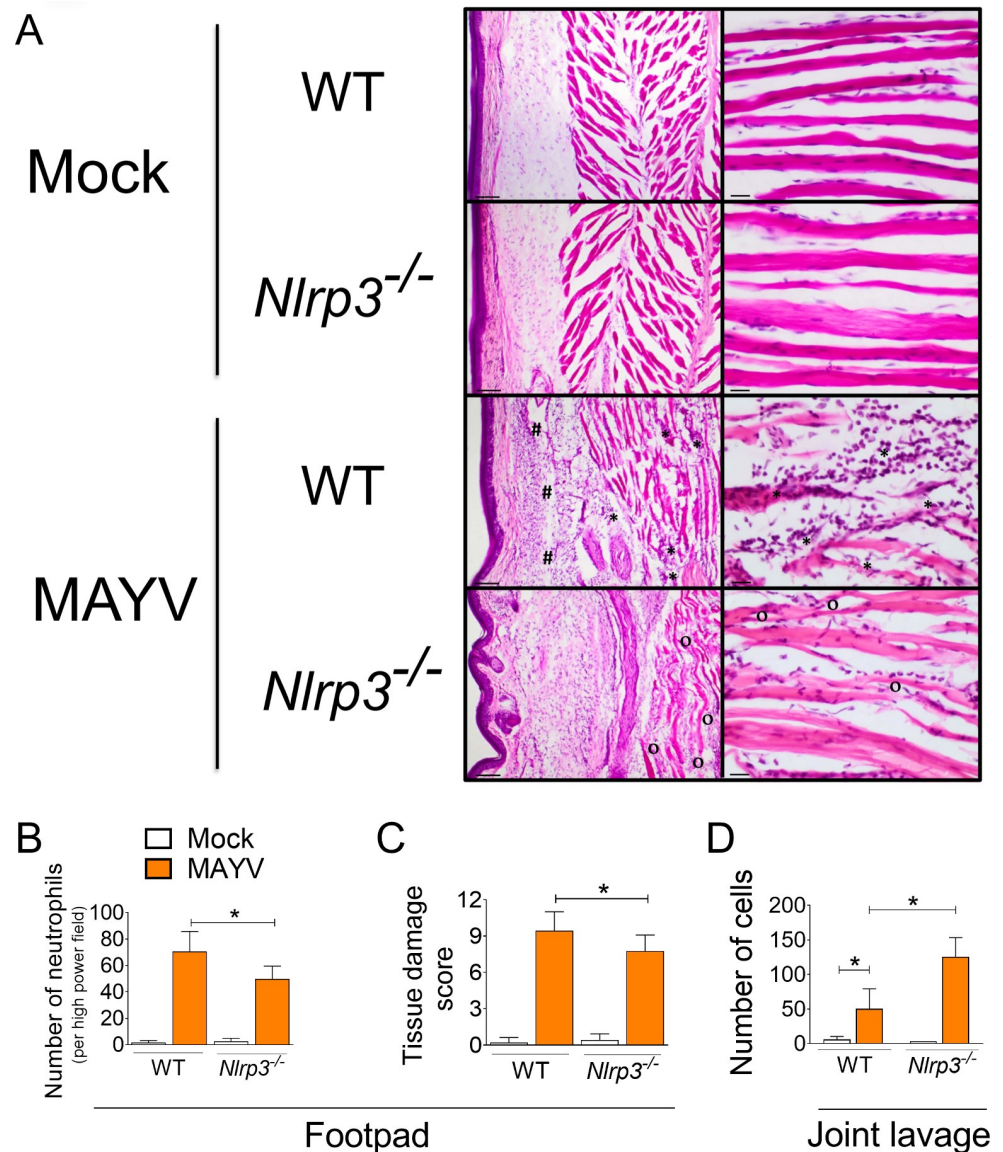 A
Mock
WT
Nlrp3-/-
MAYV
WT
Nlrp3-/-
# # #
* * * * *
* * * * *
o o o o
o o o
B
Mock
MAYV
Number of neutrophils
(per high power field)
100
80
60
40
20
0
*
WT
Nlrp3-/-
C
Tissue damage
score
12
9
6
3
0
*
WT
Nlrp3-/-
Footpad
D
Number of cells
200
150
100
50
0
*
*
WT
Nlrp3-/-
Joint lavage